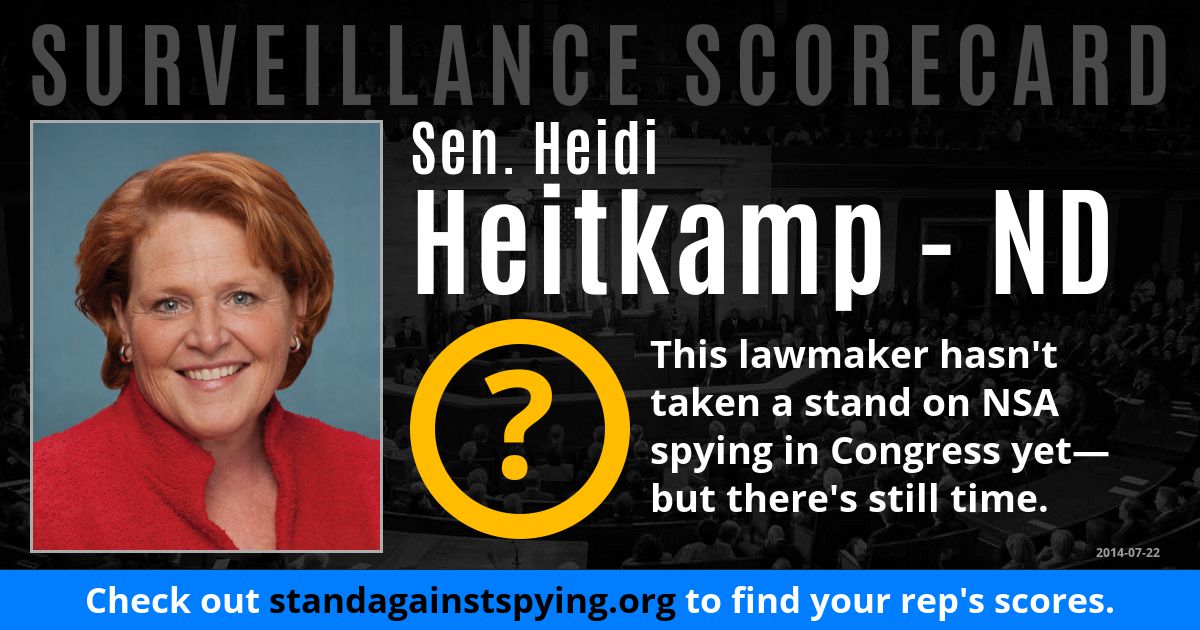 SURVEILLANCE SCORECARD
Sen. Heidi
Heitkamp - ND
?
This lawmaker hasn't
taken a stand on NSA
spying in Congress yet—
but there's still time.
2014-07-22
Check out standagainstspying.org to find your rep's scores.